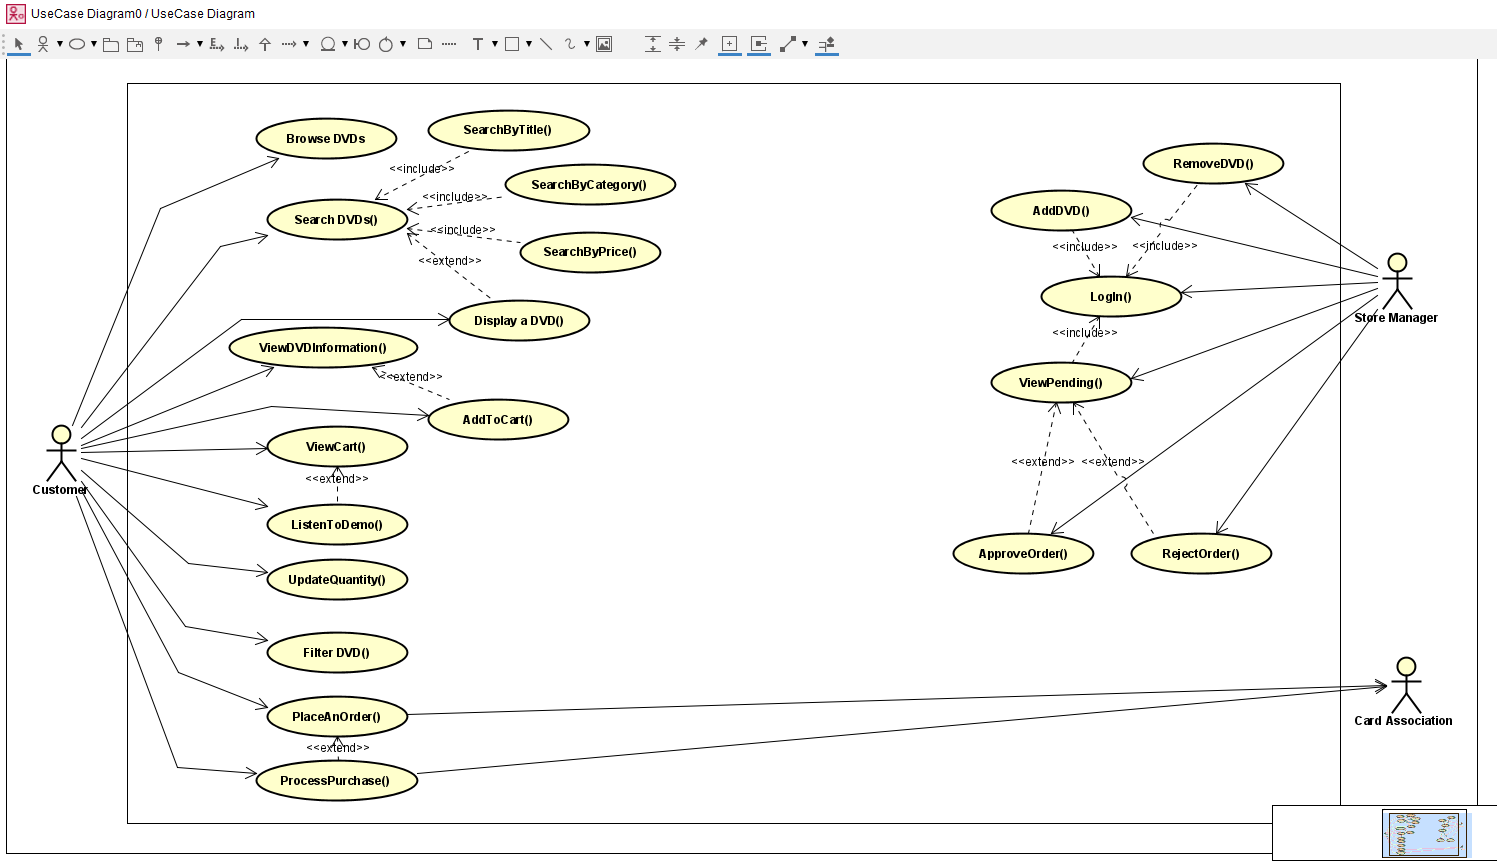 UseCase Diagram0 / UseCase Diagram
Browse DVDs
SearchByTitle()
<<include>>
SearchByCategory()
<<include>>
Search DVDs()
<<include>>
SearchByPrice()
<<extend>>
Display a DVD()
ViewDVDInformation()
<<extend>>
AddToCart()
ViewCart()
<<extend>>
Customer
ListenToDemo()
UpdateQuantity()
Filter DVD()
PlaceAnOrder()
<<extend>>
ProcessPurchase()
RemoveDVD()
AddDVD()
<<include>>
<<include>>
LogIn()
Store Manager
<<include>>
ViewPending()
<<extend>>
<<extend>>
ApproveOrder()
RejectOrder()
Card Association